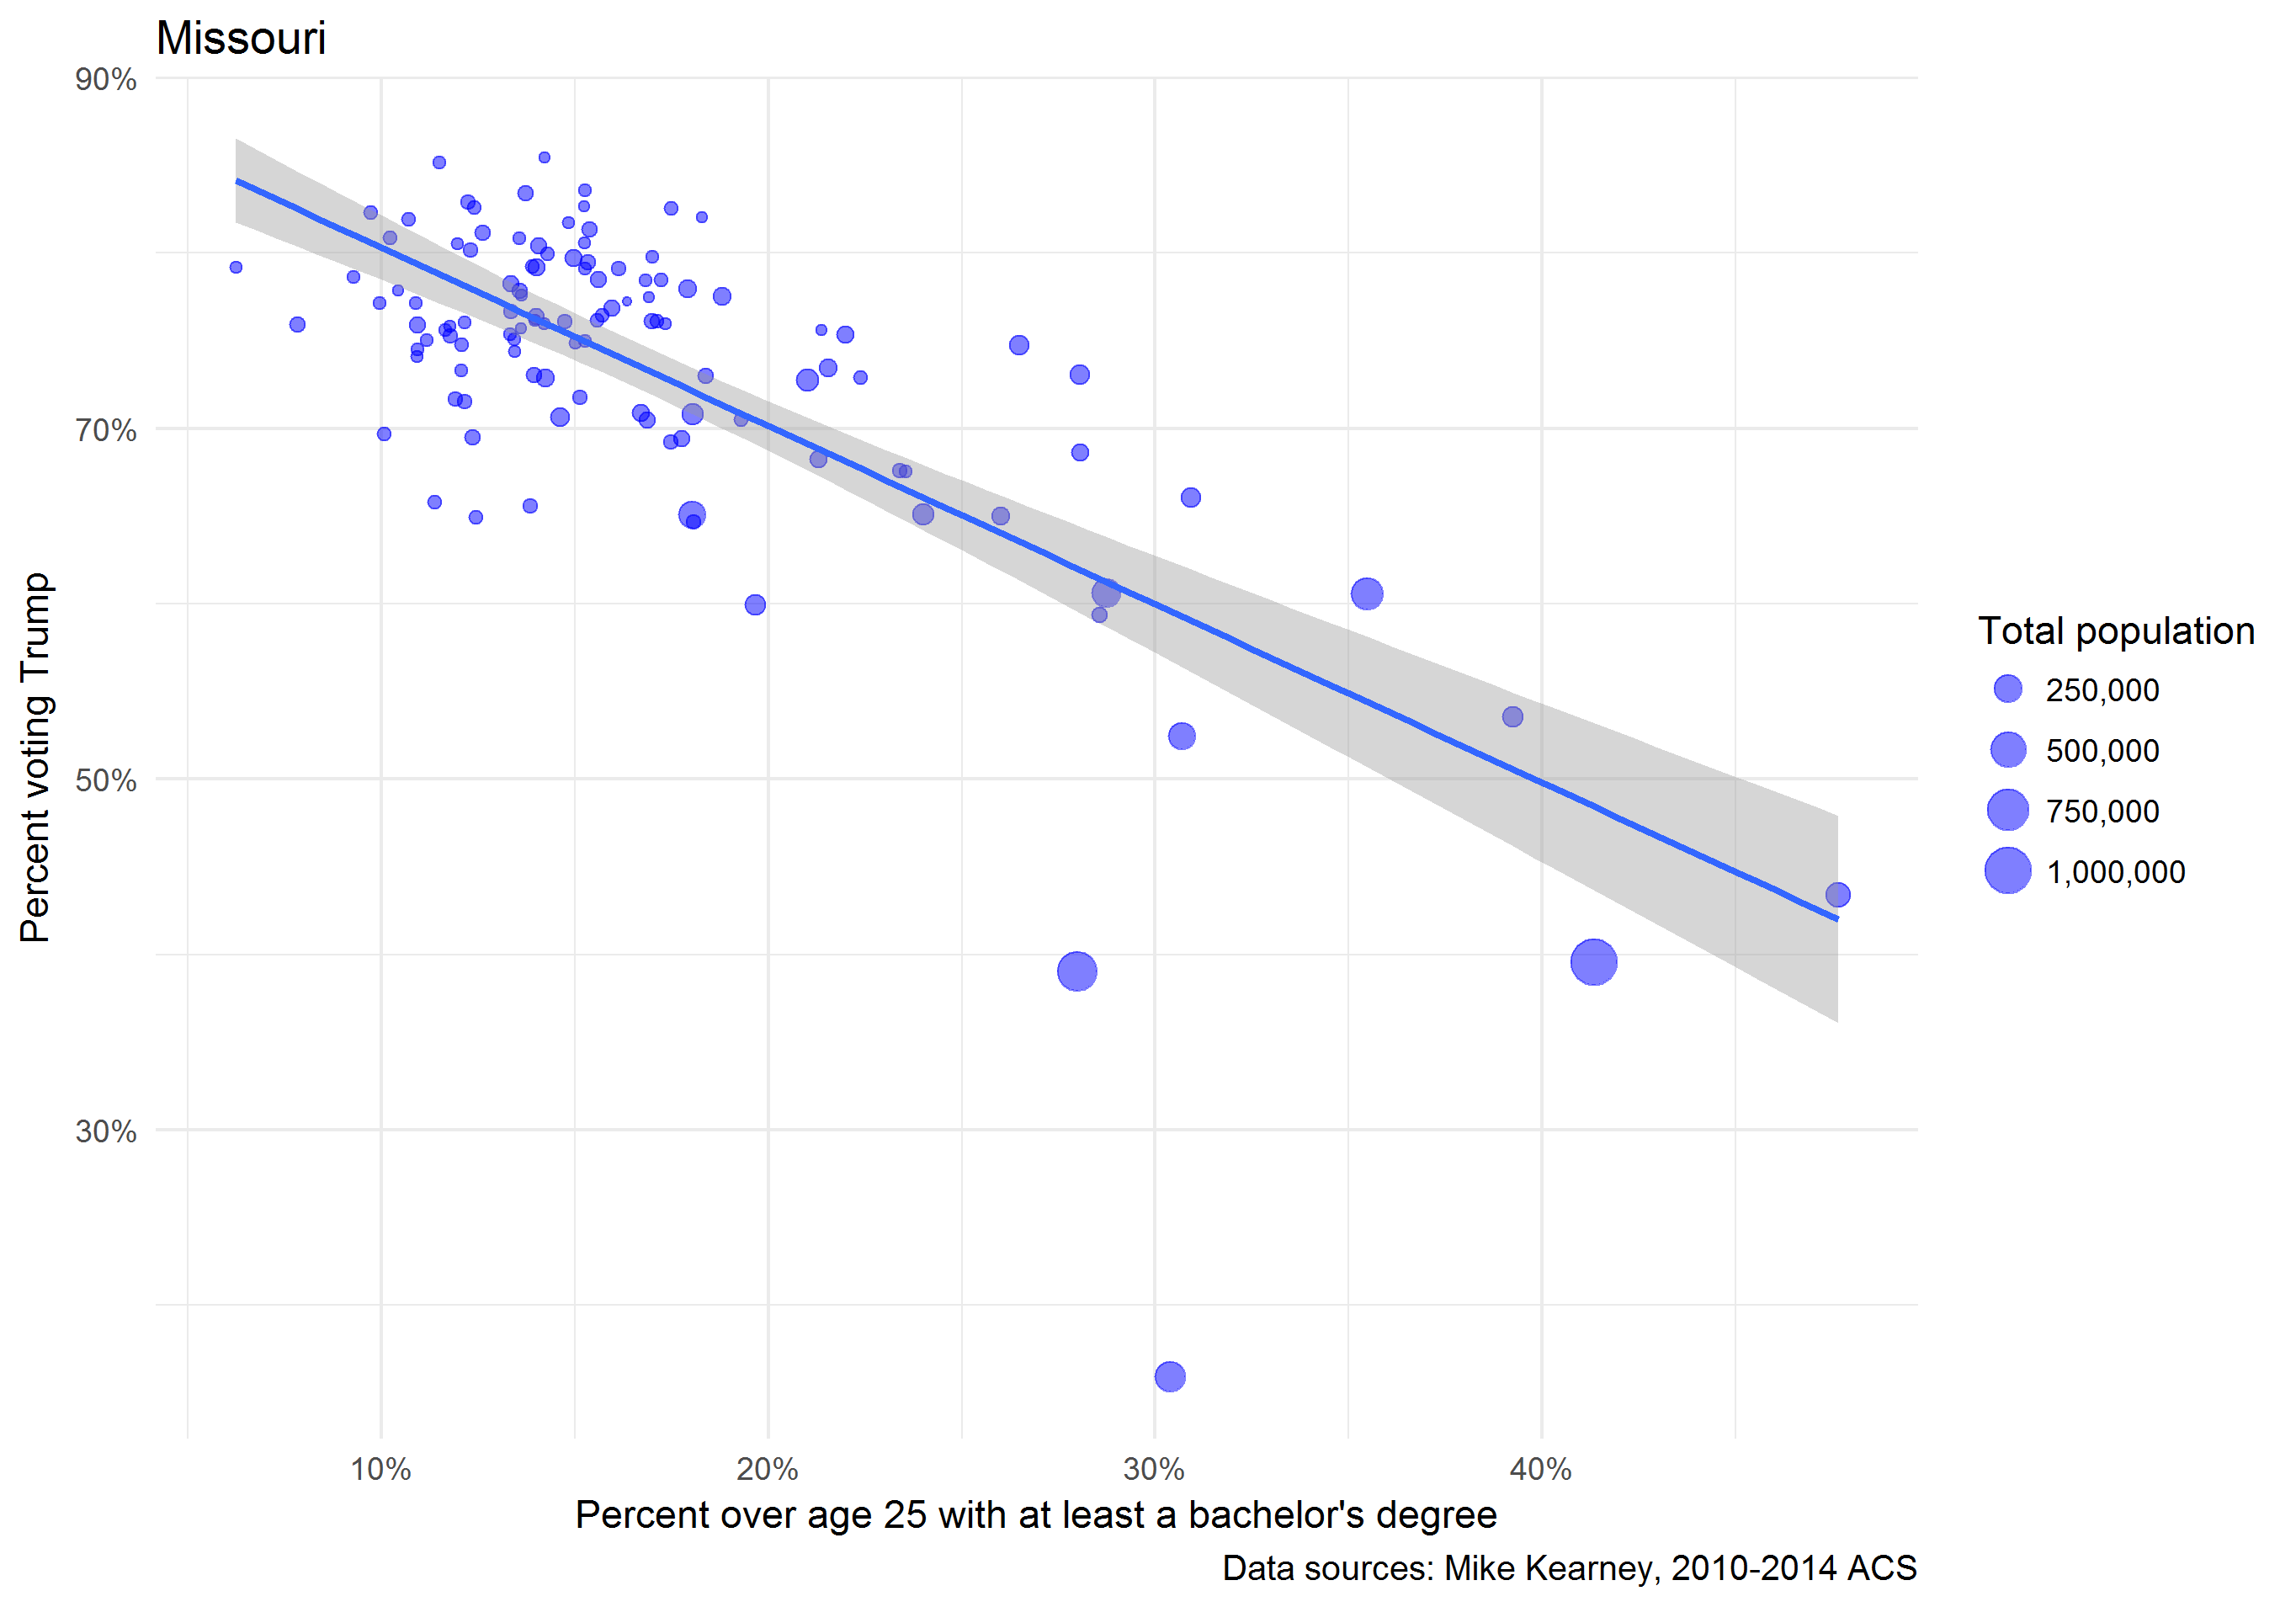 Missouri
90%
70%
50%
30%
Percent voting Trump
10%
20%
30%
40%
Percent over age 25 with at least a bachelor's degree
Total population
250,000
500,000
750,000
1,000,000
Data sources: Mike Kearney, 2010-2014 ACS